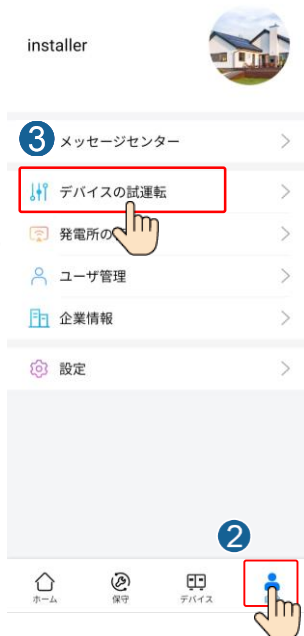 installer
3
メッセージセンター
デバイスの試運転
発電所の
ユーザ管理
企業情報
設定
2
ホーム
保守
デバイス